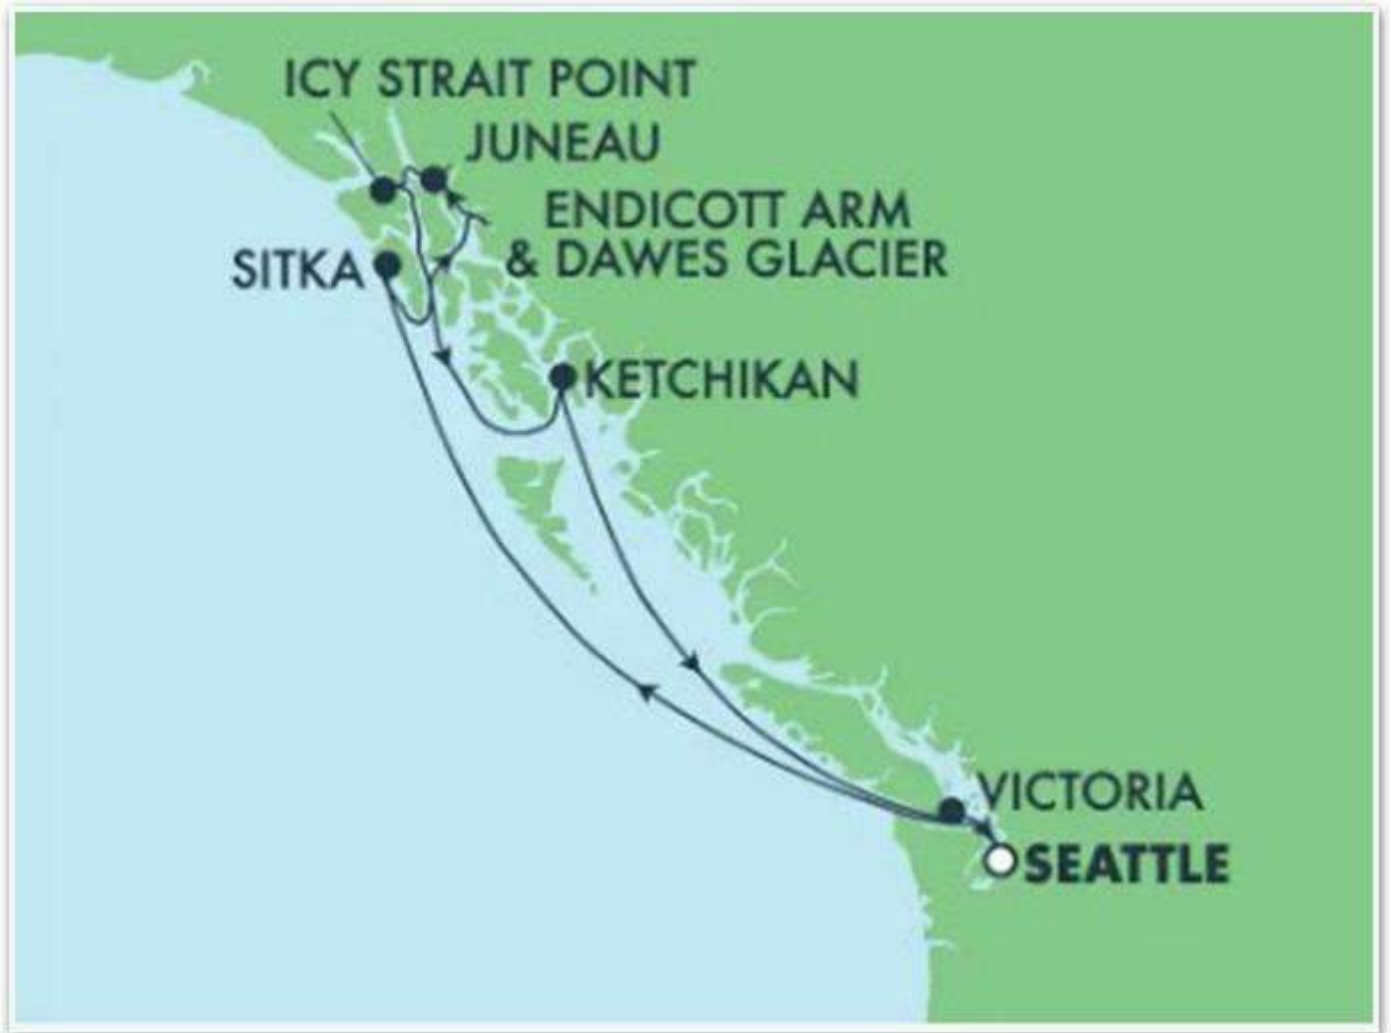 ICY STRAIT POINT
JUNEAU
ENDICOTT ARM
& DAWES GLACIER
SITKA
KETCHIKAN
VICTORIA
SEATTLE